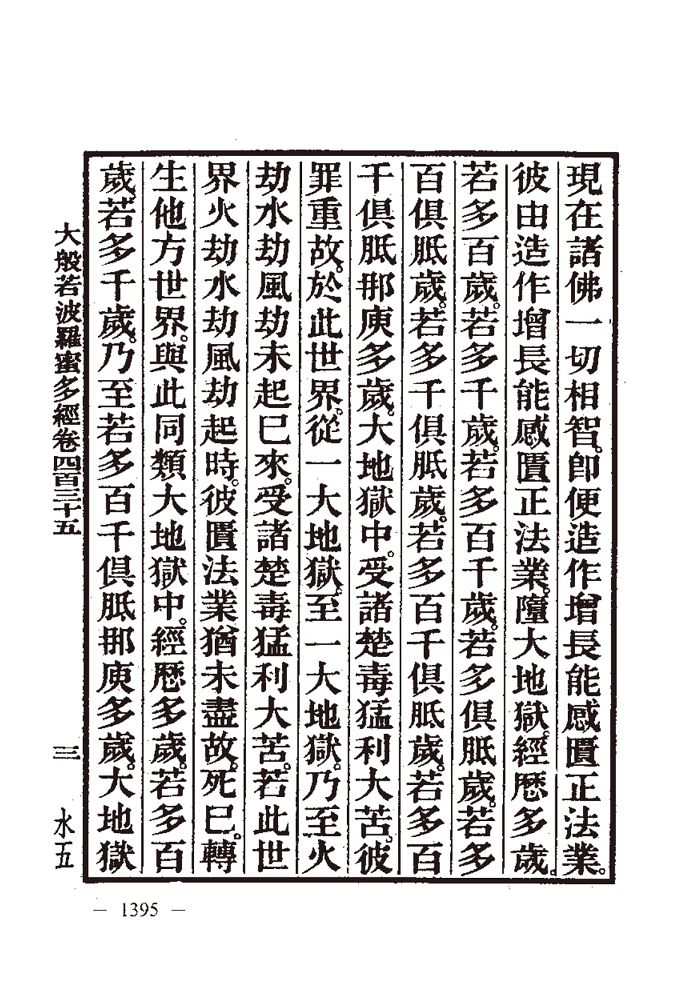 現在諸佛一切相智。卽便造作增長能感匱正法業。
彼由造作增長能感匱正法業。墮大地獄。經歷多歲。
若多百歲。若多千歲。若多百千歲。若多俱胝歲。若多
百俱胝歲。若多千俱胝歲。若多百千俱胝歲。若多百
千俱胝那庾多歲。大地獄中。受諸楚毒猛利大苦。彼
罪重故。於此世界。從一大地獄。至一大地獄。乃至火
劫水劫風劫未起已來。受諸楚毒猛利大苦。若此世
界火劫水劫風劫起時。彼匱法業猶未盡故。死已。轉
生他方世界。與此同類大地獄中。經歷多歲。若多百
歲。若多千歲。乃至若多百千俱胝那庾多歲。大地獄
大般若波羅蜜多經卷四百三十五 三 水五
— 1395 —